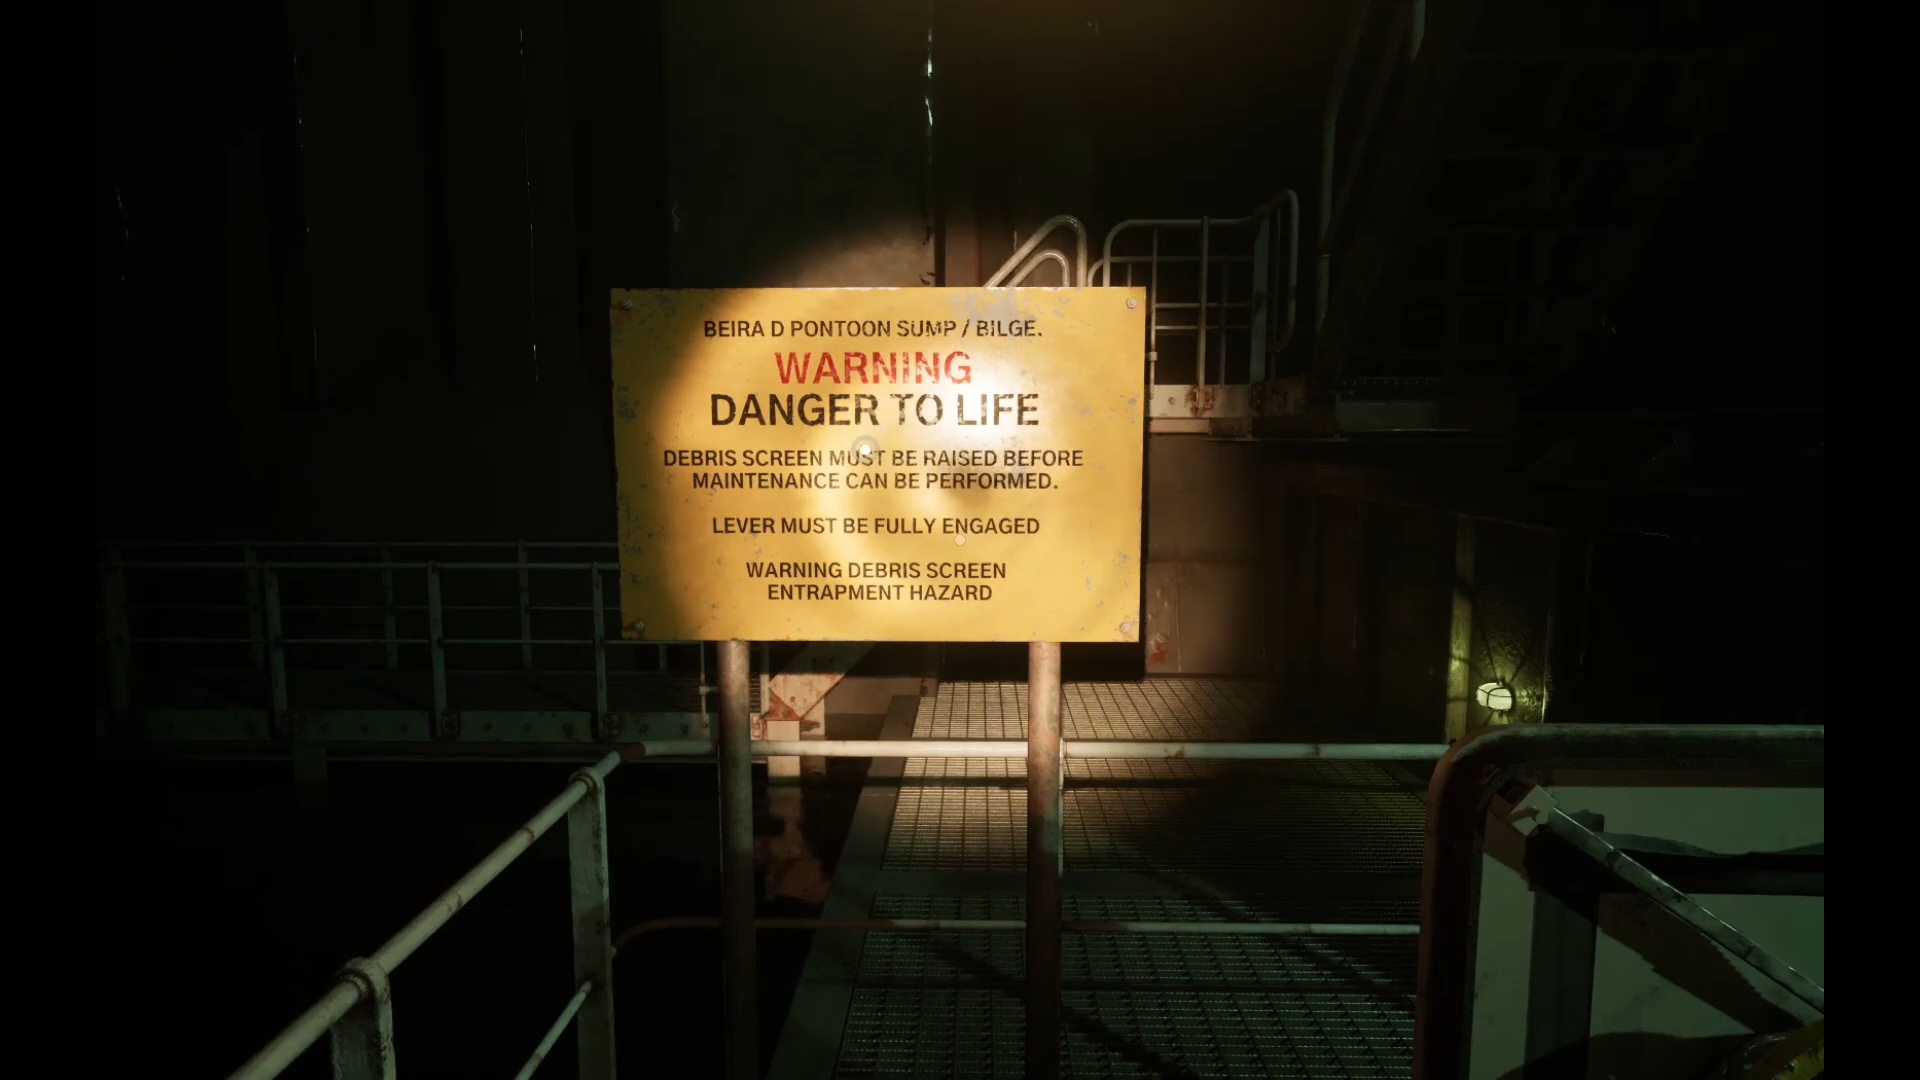 BEIRA D PONTOON SUMP / BILGE.
WARNING
DANGER TO LIFE
DEBRIS SCREEN MUST BE RAISED BEFORE
MAINTENANCE CAN BE PERFORMED.
LEVER MUST BE FULLY ENGAGED
WARNING DEBRIS SCREEN
ENTRAPMENT HAZARD